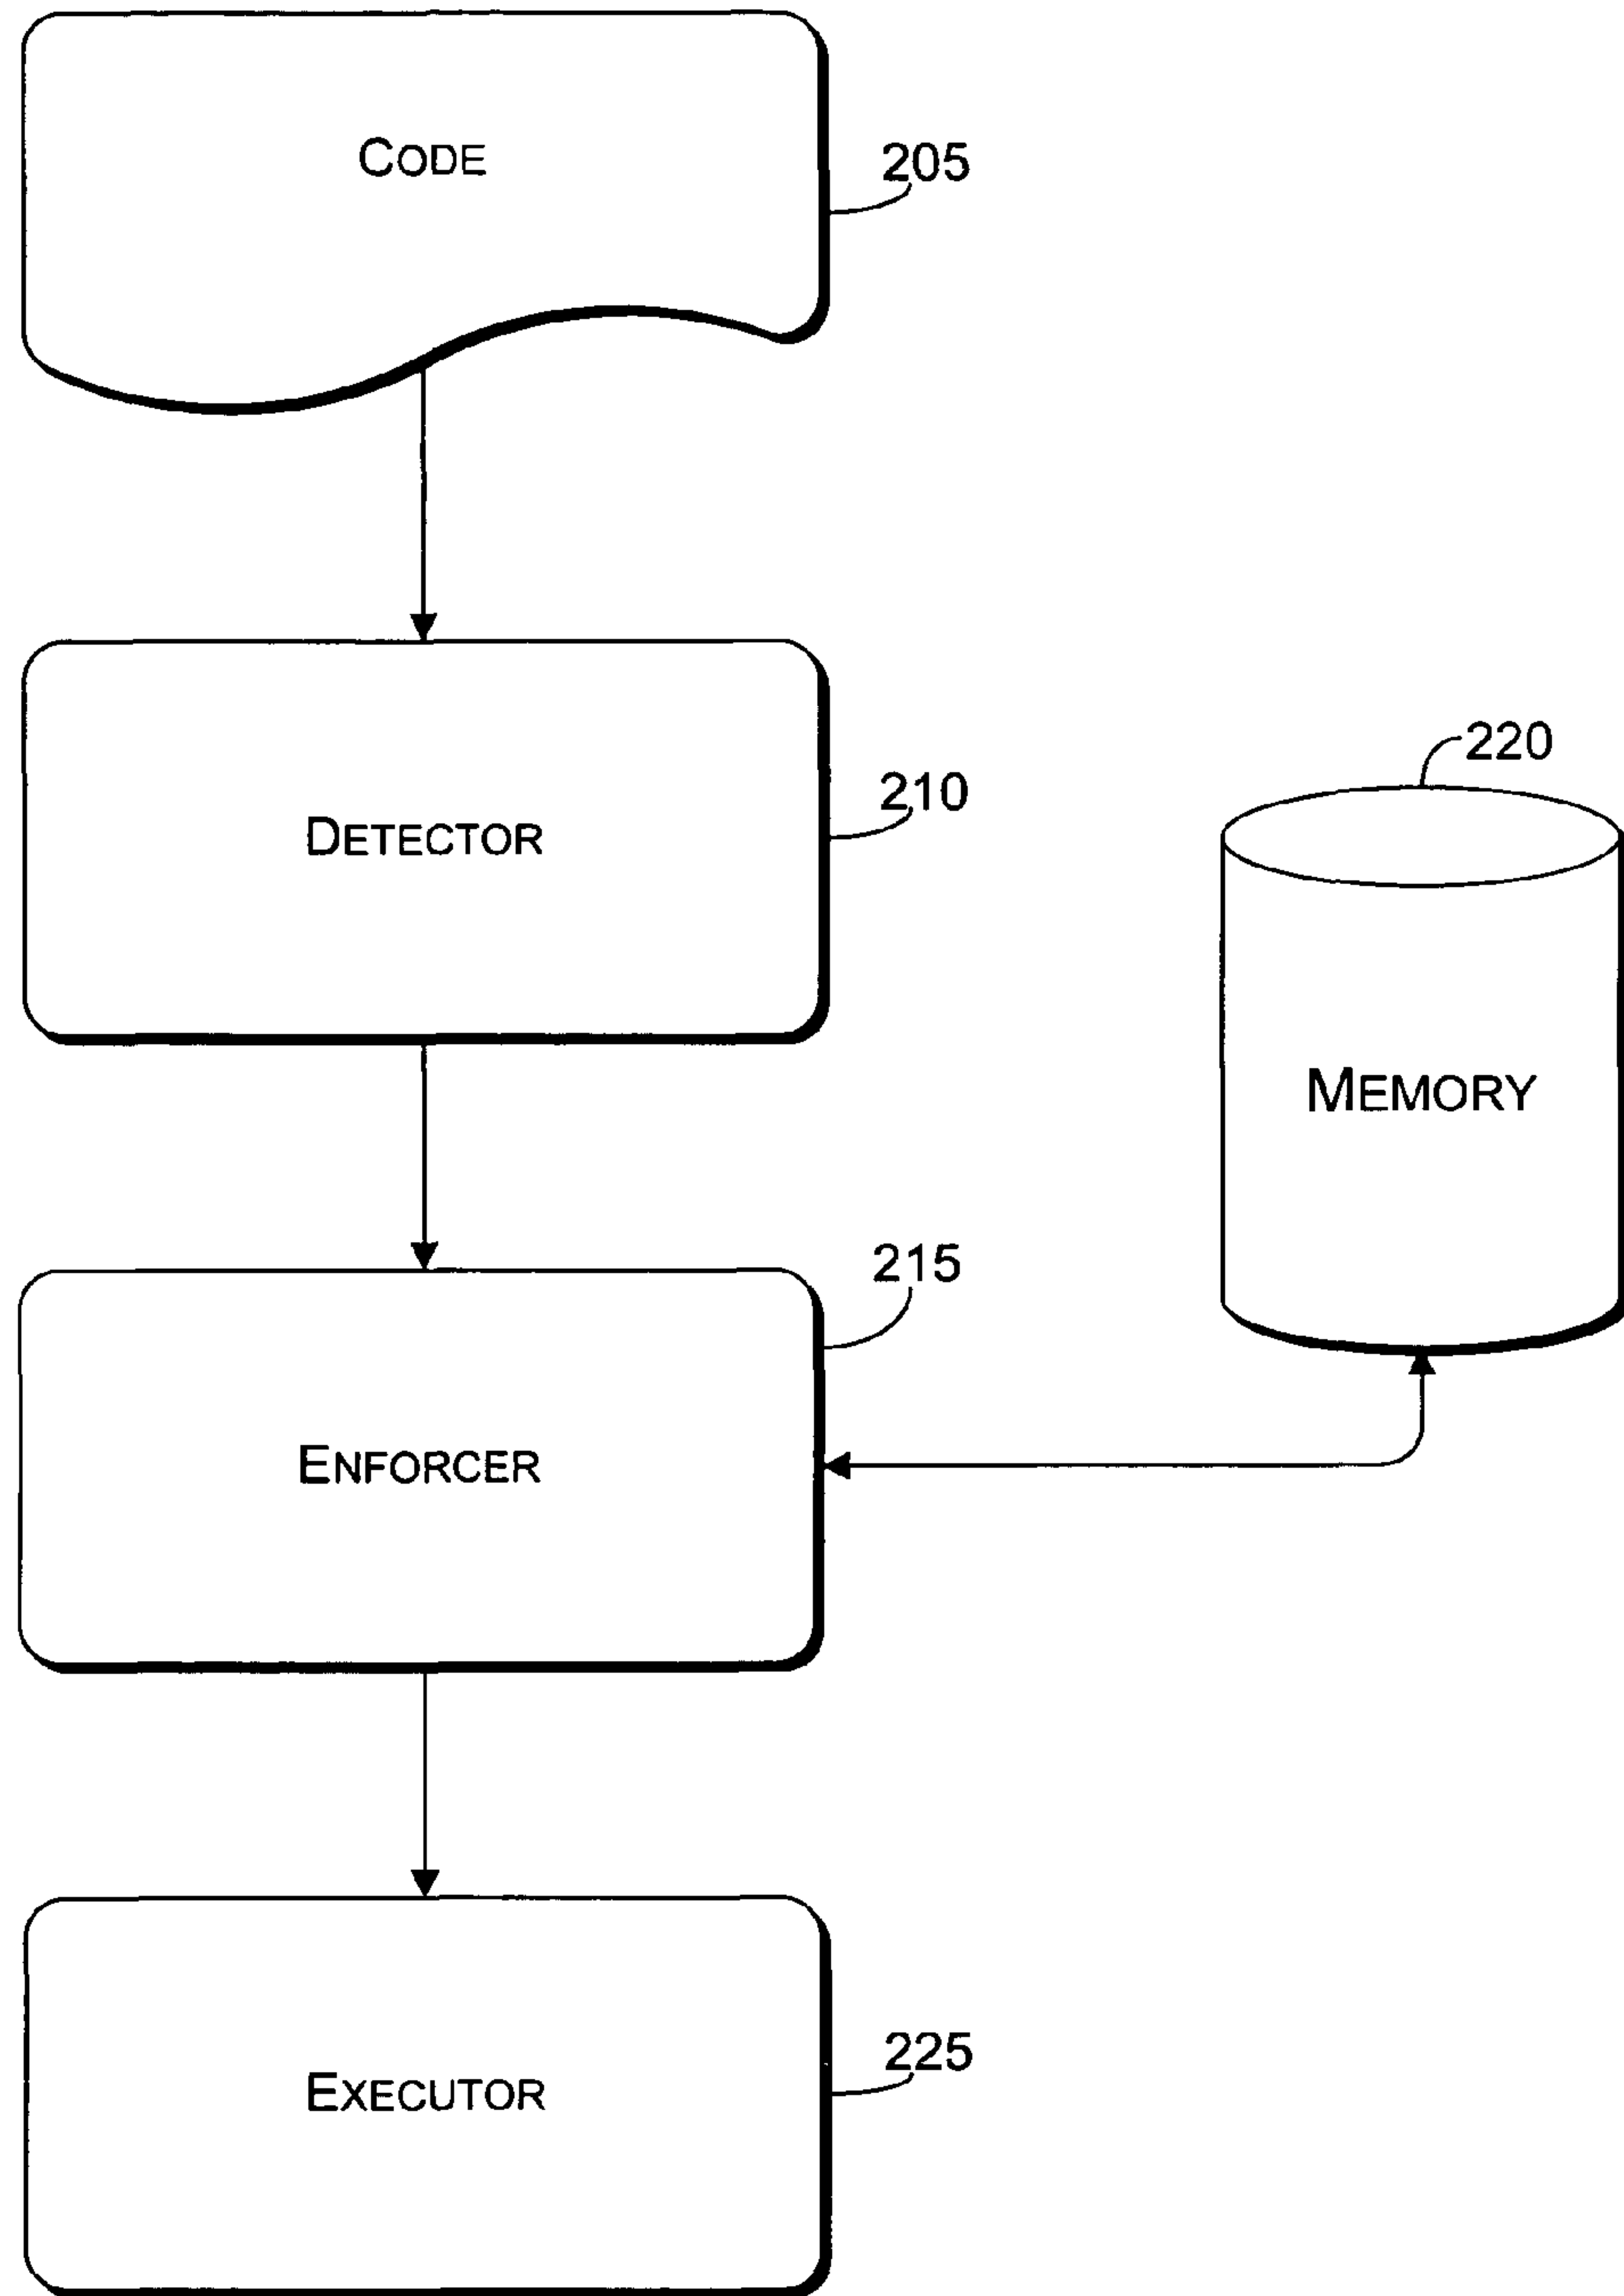 CODE
205
DETECTOR
210
220
MEMORY
215
ENFORCER
EXECUTOR
225